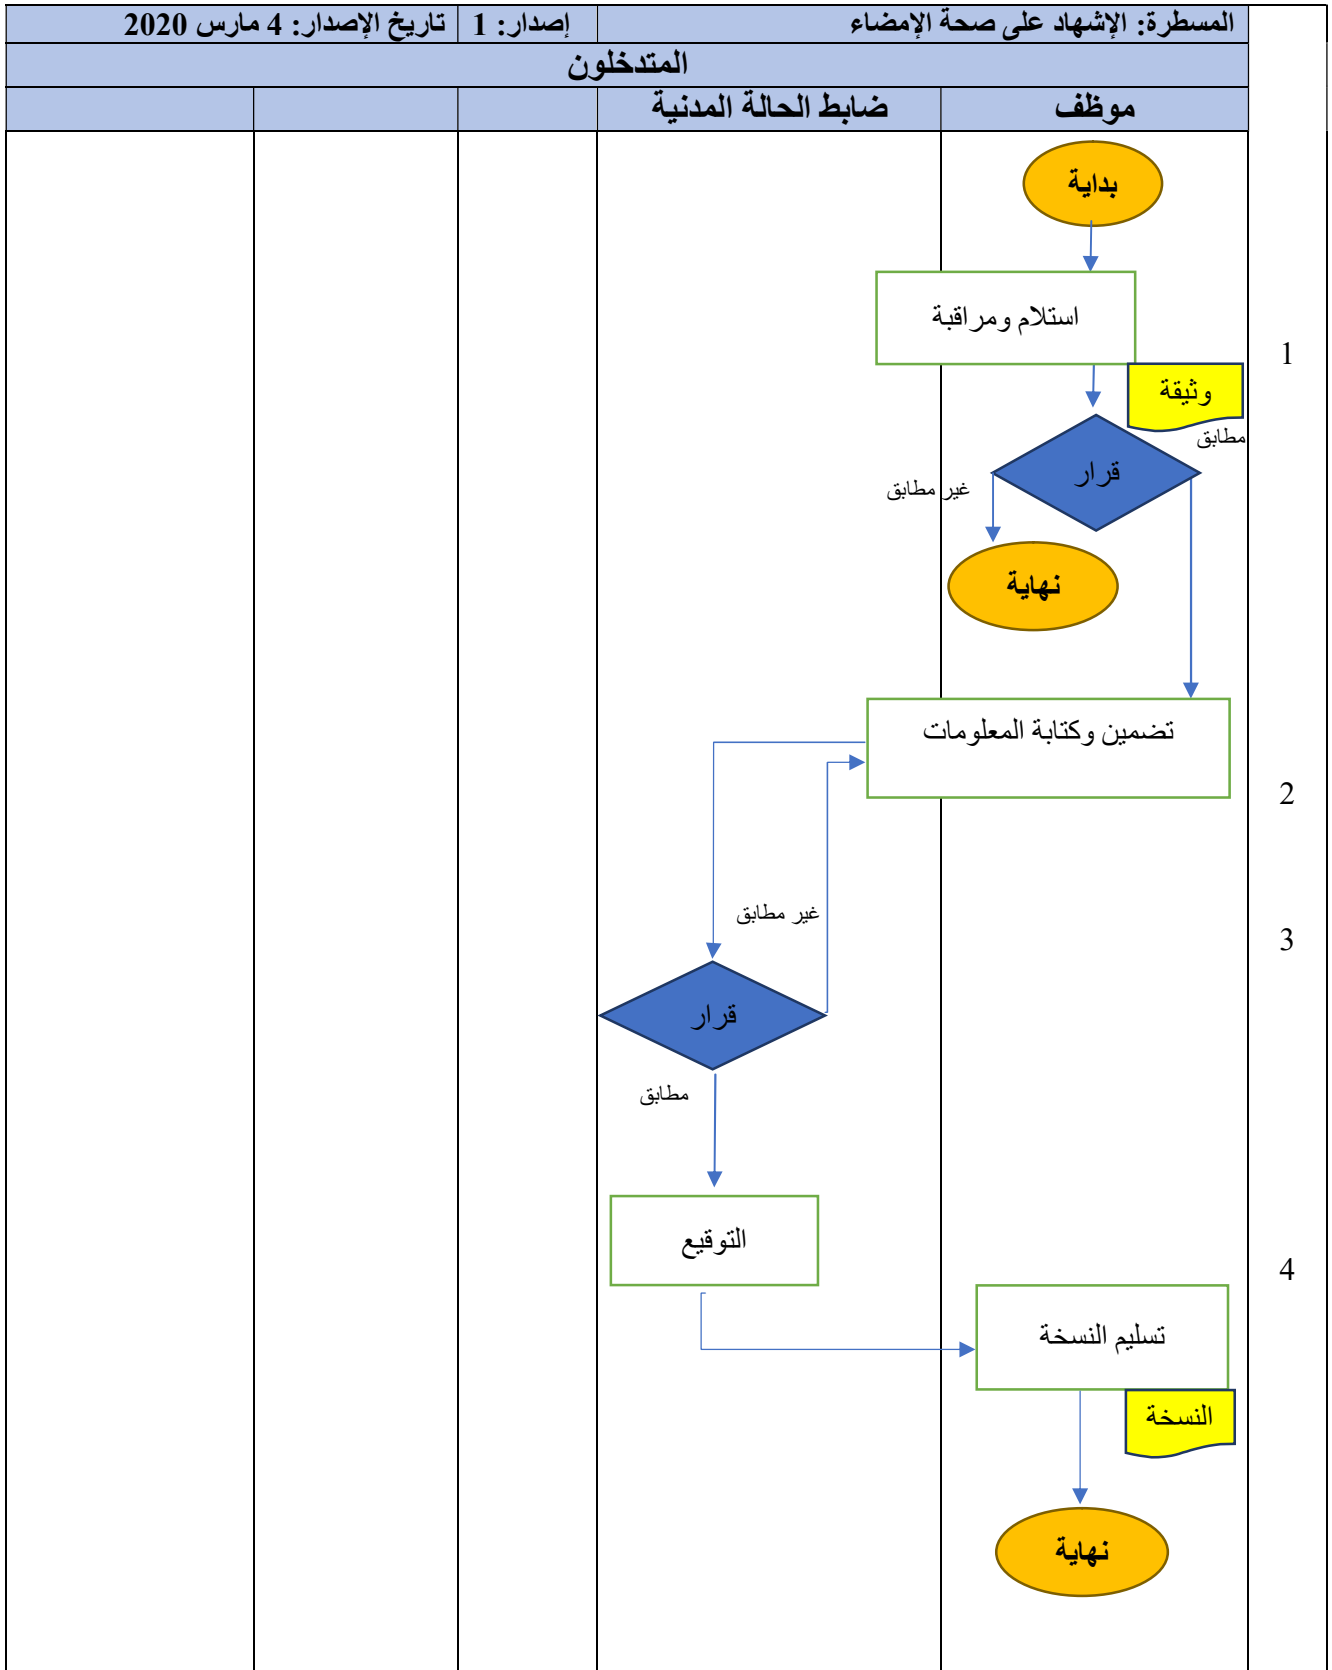 المسطرة: الإشهاد على صحة الإمضاء إصدار: 1 تاريخ الإصدار: 4 مارس 2020
المتدخلون
موظف ضابط الحالة المدنية
بداية
استلام ومراقبة
1
وثيقة
مطابق
قرار
غير مطابق
نهاية
تضمين وكتابة المعلومات
2
غير مطابق
3
قرار
مطابق
التوقيع
4
تسليم النسخة
النسخة
نهاية